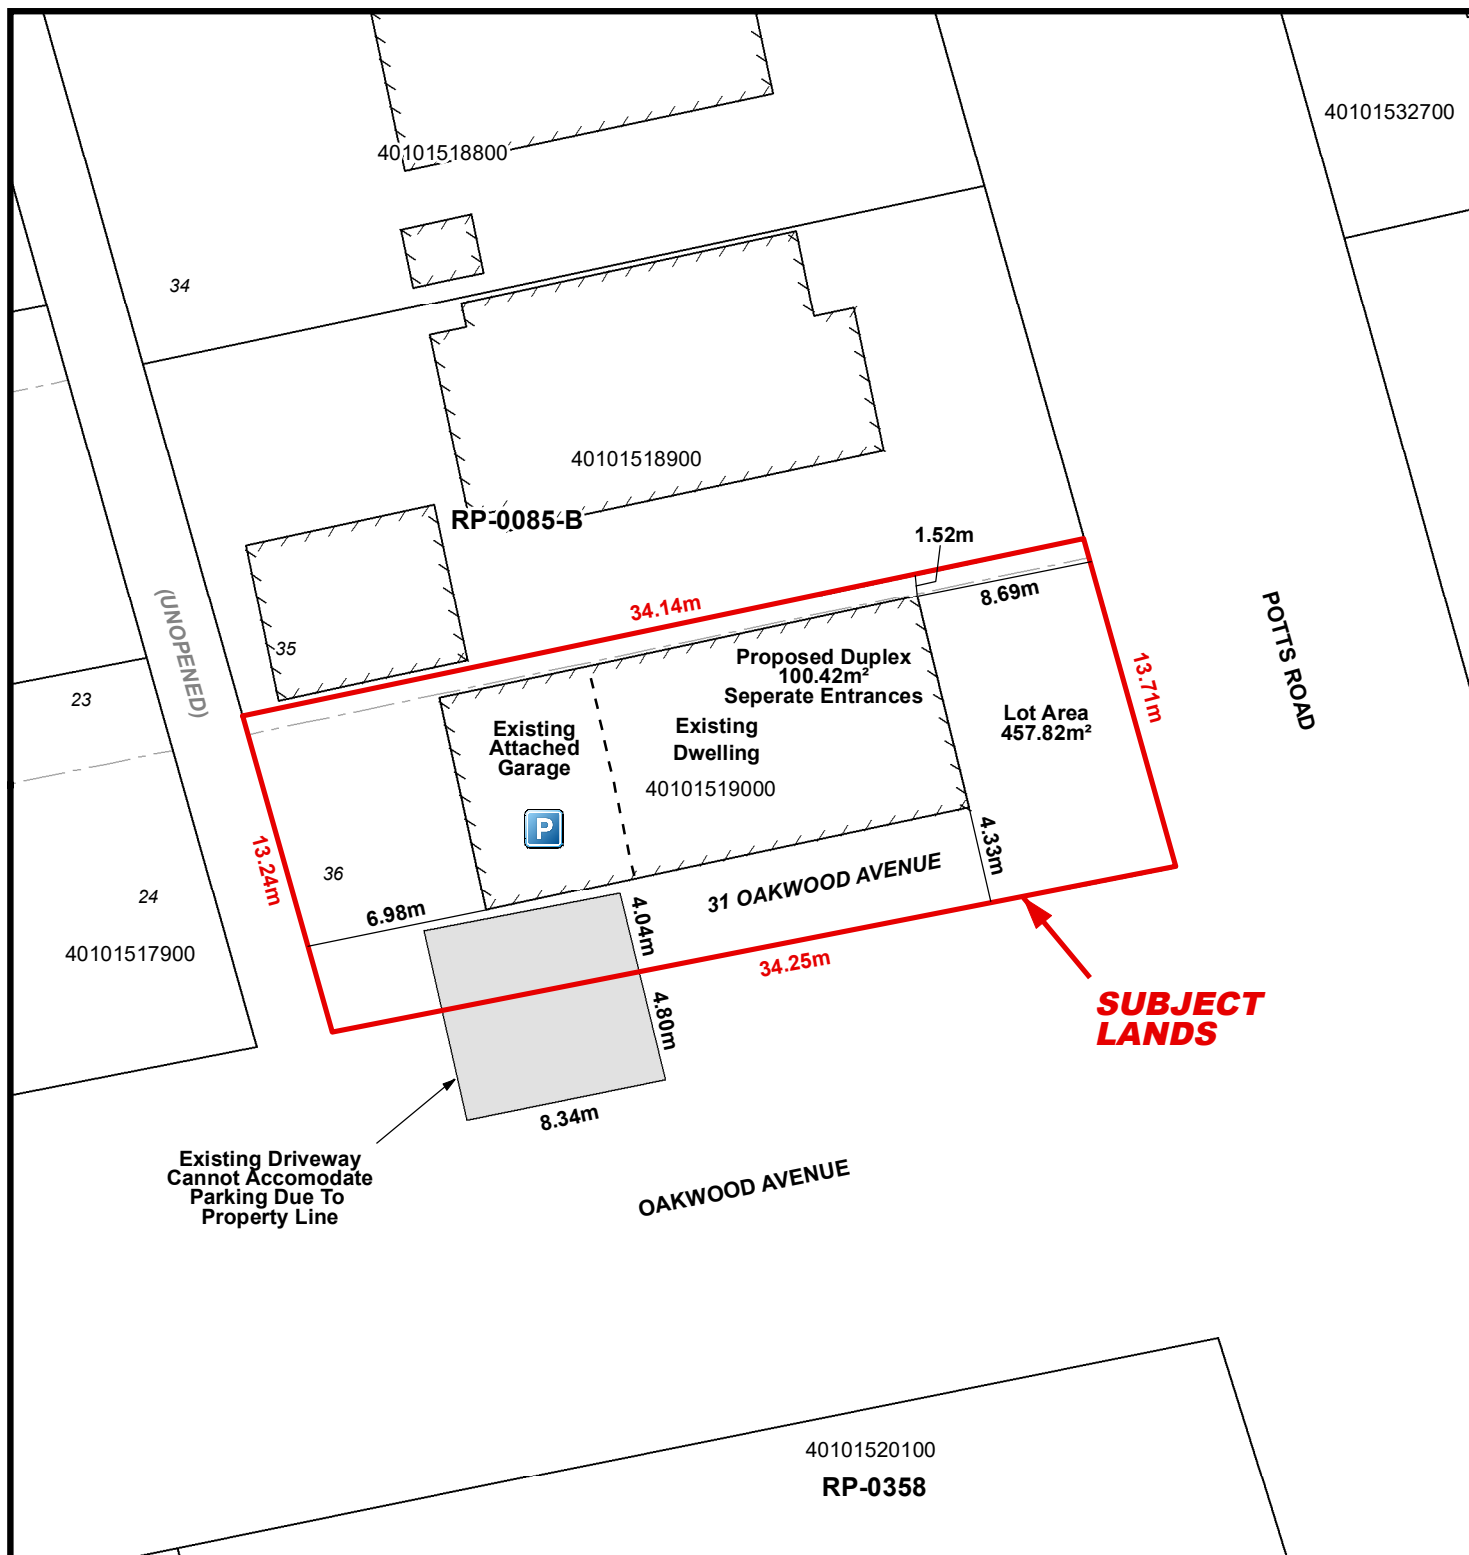 40101532700
40101518800
34
40101518900
RP-0085-B
1.52m
8.69m
34.14m
(UNOPENED)
POTTS ROAD
35
23
Proposed Duplex
100.42m²
Seperate Entrances
13.71m
Existing
Attached
Garage
Existing
Dwelling
Lot Area
457.82m²
40101519000
P
13.24m
36
4.33m
31 OAKWOOD AVENUE
24
6.98m
4.04m
40101517900
34.25m
SUBJECT
LANDS
4.80m
8.34m
Existing Driveway
Cannot Accomodate
Parking Due To
Property Line
OAKWOOD AVENUE
40101520100
RP-0358